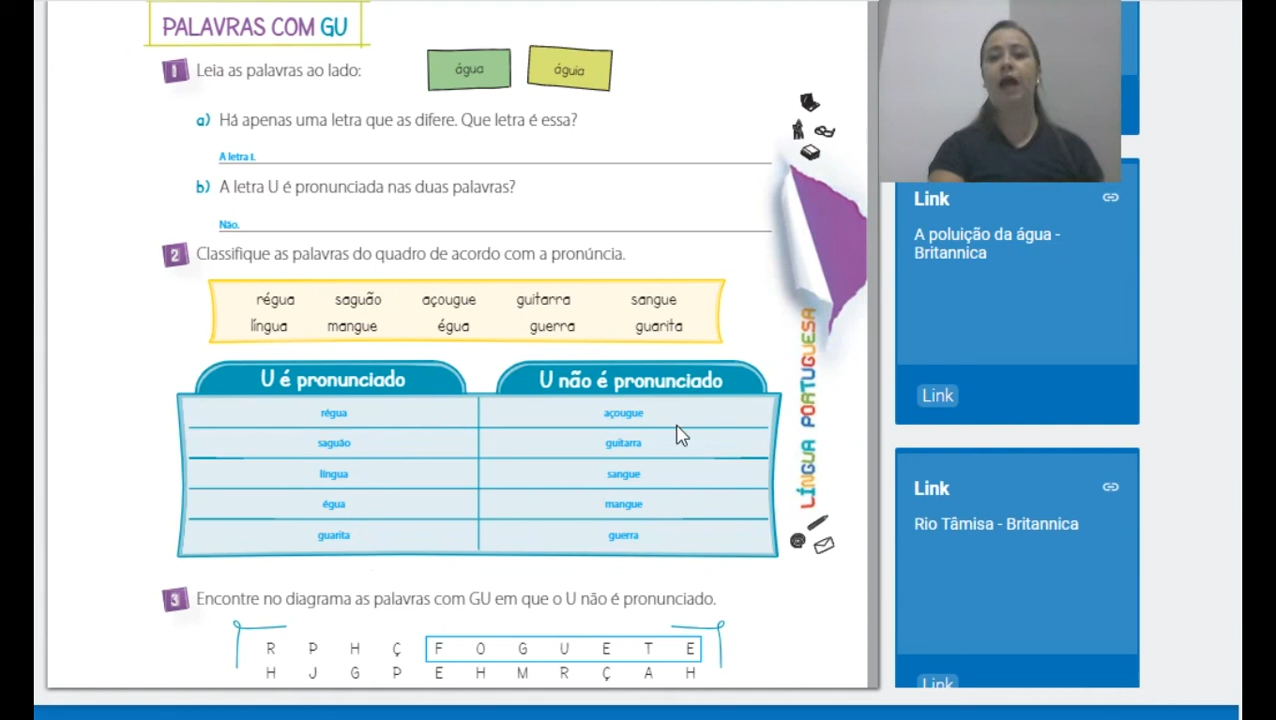 PALAVRAS COM GU
1 Leia as palavras ao lado:
água
águia
a) Há apenas uma letra que as difere. Que letra é essa?
A letra I.
b) A letra U é pronunciada nas duas palavras?
Não.
2 Classifique as palavras do quadro de acordo com a pronúncia.
régua saguão açougue guitarra sangue
língua mangue égua guerra guarita
U é pronunciado U não é pronunciado
régua açougue
saguão guitarra
língua sangue
égua mangue
guarita guerra
3 Encontre no diagrama as palavras com GU em que o U não é pronunciado.
R P H Ç F O G U E T E
H J G P E H M R Ç A H
LÍNGUA PORTUGUESA
Link
A poluição da água -
Britannica
Link
Link
Rio Tâmisa - Britannica
Link